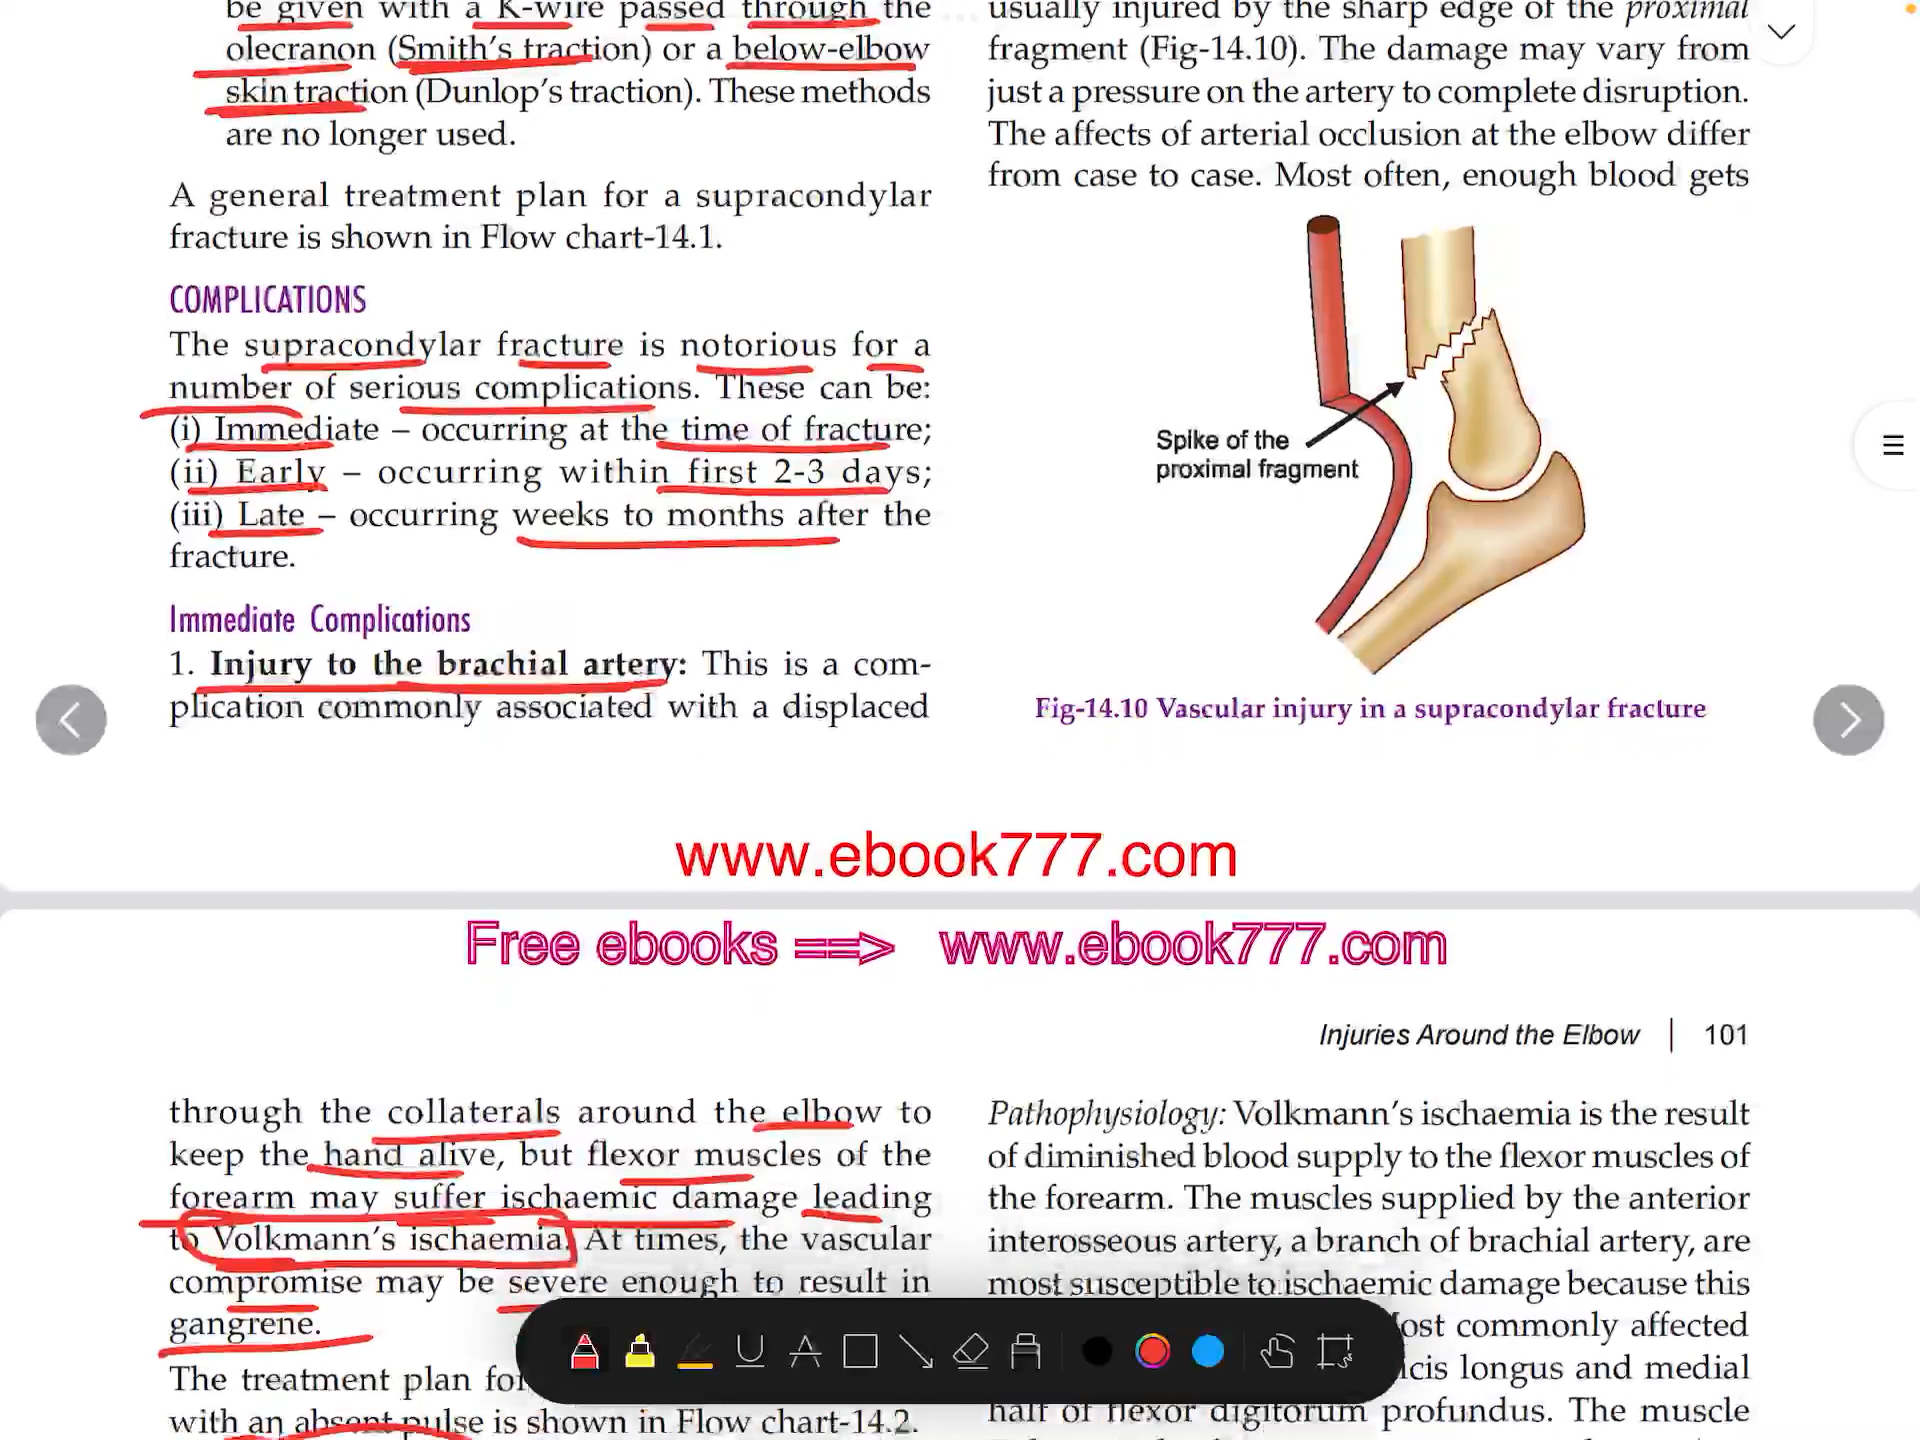 be given with a K-wire passed through the
olecranon (Smith's traction) or a below-elbow
skin traction (Dunlop's traction). These methods
are no longer used.
A general treatment plan for a supracondylar
fracture is shown in Flow chart-14.1.
COMPLICATIONS
The supracondylar fracture is notorious for a
number of serious complications. These can be:
(i) Immediate – occurring at the time of fracture;
(ii) Early – occurring within first 2-3 days;
(iii) Late – occurring weeks to months after the
fracture.
Immediate Complications
1. Injury to the brachial artery: This is a com-
plication commonly associated with a displaced
usually injured by the sharp edge of the proximal
fragment (Fig-14.10). The damage may vary from
just a pressure on the artery to complete disruption.
The affects of arterial occlusion at the elbow differ
from case to case. Most often, enough blood gets
Spike of the
proximal fragment
Fig-14.10 Vascular injury in a supracondylar fracture
www.ebook777.com
Free ebooks ==> www.ebook777.com
Injuries Around the Elbow | 101
through the collaterals around the elbow to
keep the hand alive, but flexor muscles of the
forearm may suffer ischaemic damage leading
to Volkmann's ischaemia. At times, the vascular
compromise may be severe enough to result in
gangrene.
The treatment plan for
with an absent pulse is shown in Flow chart-14.2.
Pathophysiology: Volkmann's ischaemia is the result
of diminished blood supply to the flexor muscles of
the forearm. The muscles supplied by the anterior
interosseous artery, a branch of brachial artery, are
most susceptible to ischaemic damage because this
ost commonly affected
icis longus and medial
half of flexor digitorum profundus. The muscle